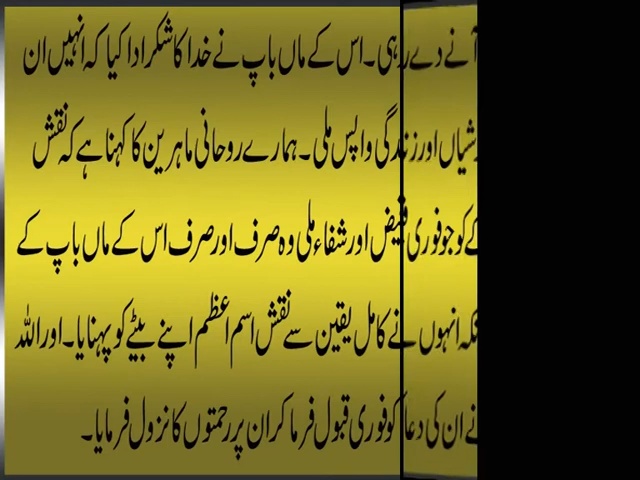 آنے دے رہی۔ اس کے ماں باپ نے خدا کا شکر ادا کیا کہ انہیں ان
اور زندگی واپس ملی۔ ہمارے روحانی ماہرین کا کہنا ہے کہ نقش
کو جو فوری فیض اور شفاء ملی وہ صرف اور صرف اس کے ماں باپ کے
انہوں نے کامل یقین سے نقش اسم اعظم اپنے بیٹے کو پہنایا۔ اور اللہ
نے ان کی دعا کو فوری قبول فرما کر ان پر رحمتوں کا نزول فرمایا۔